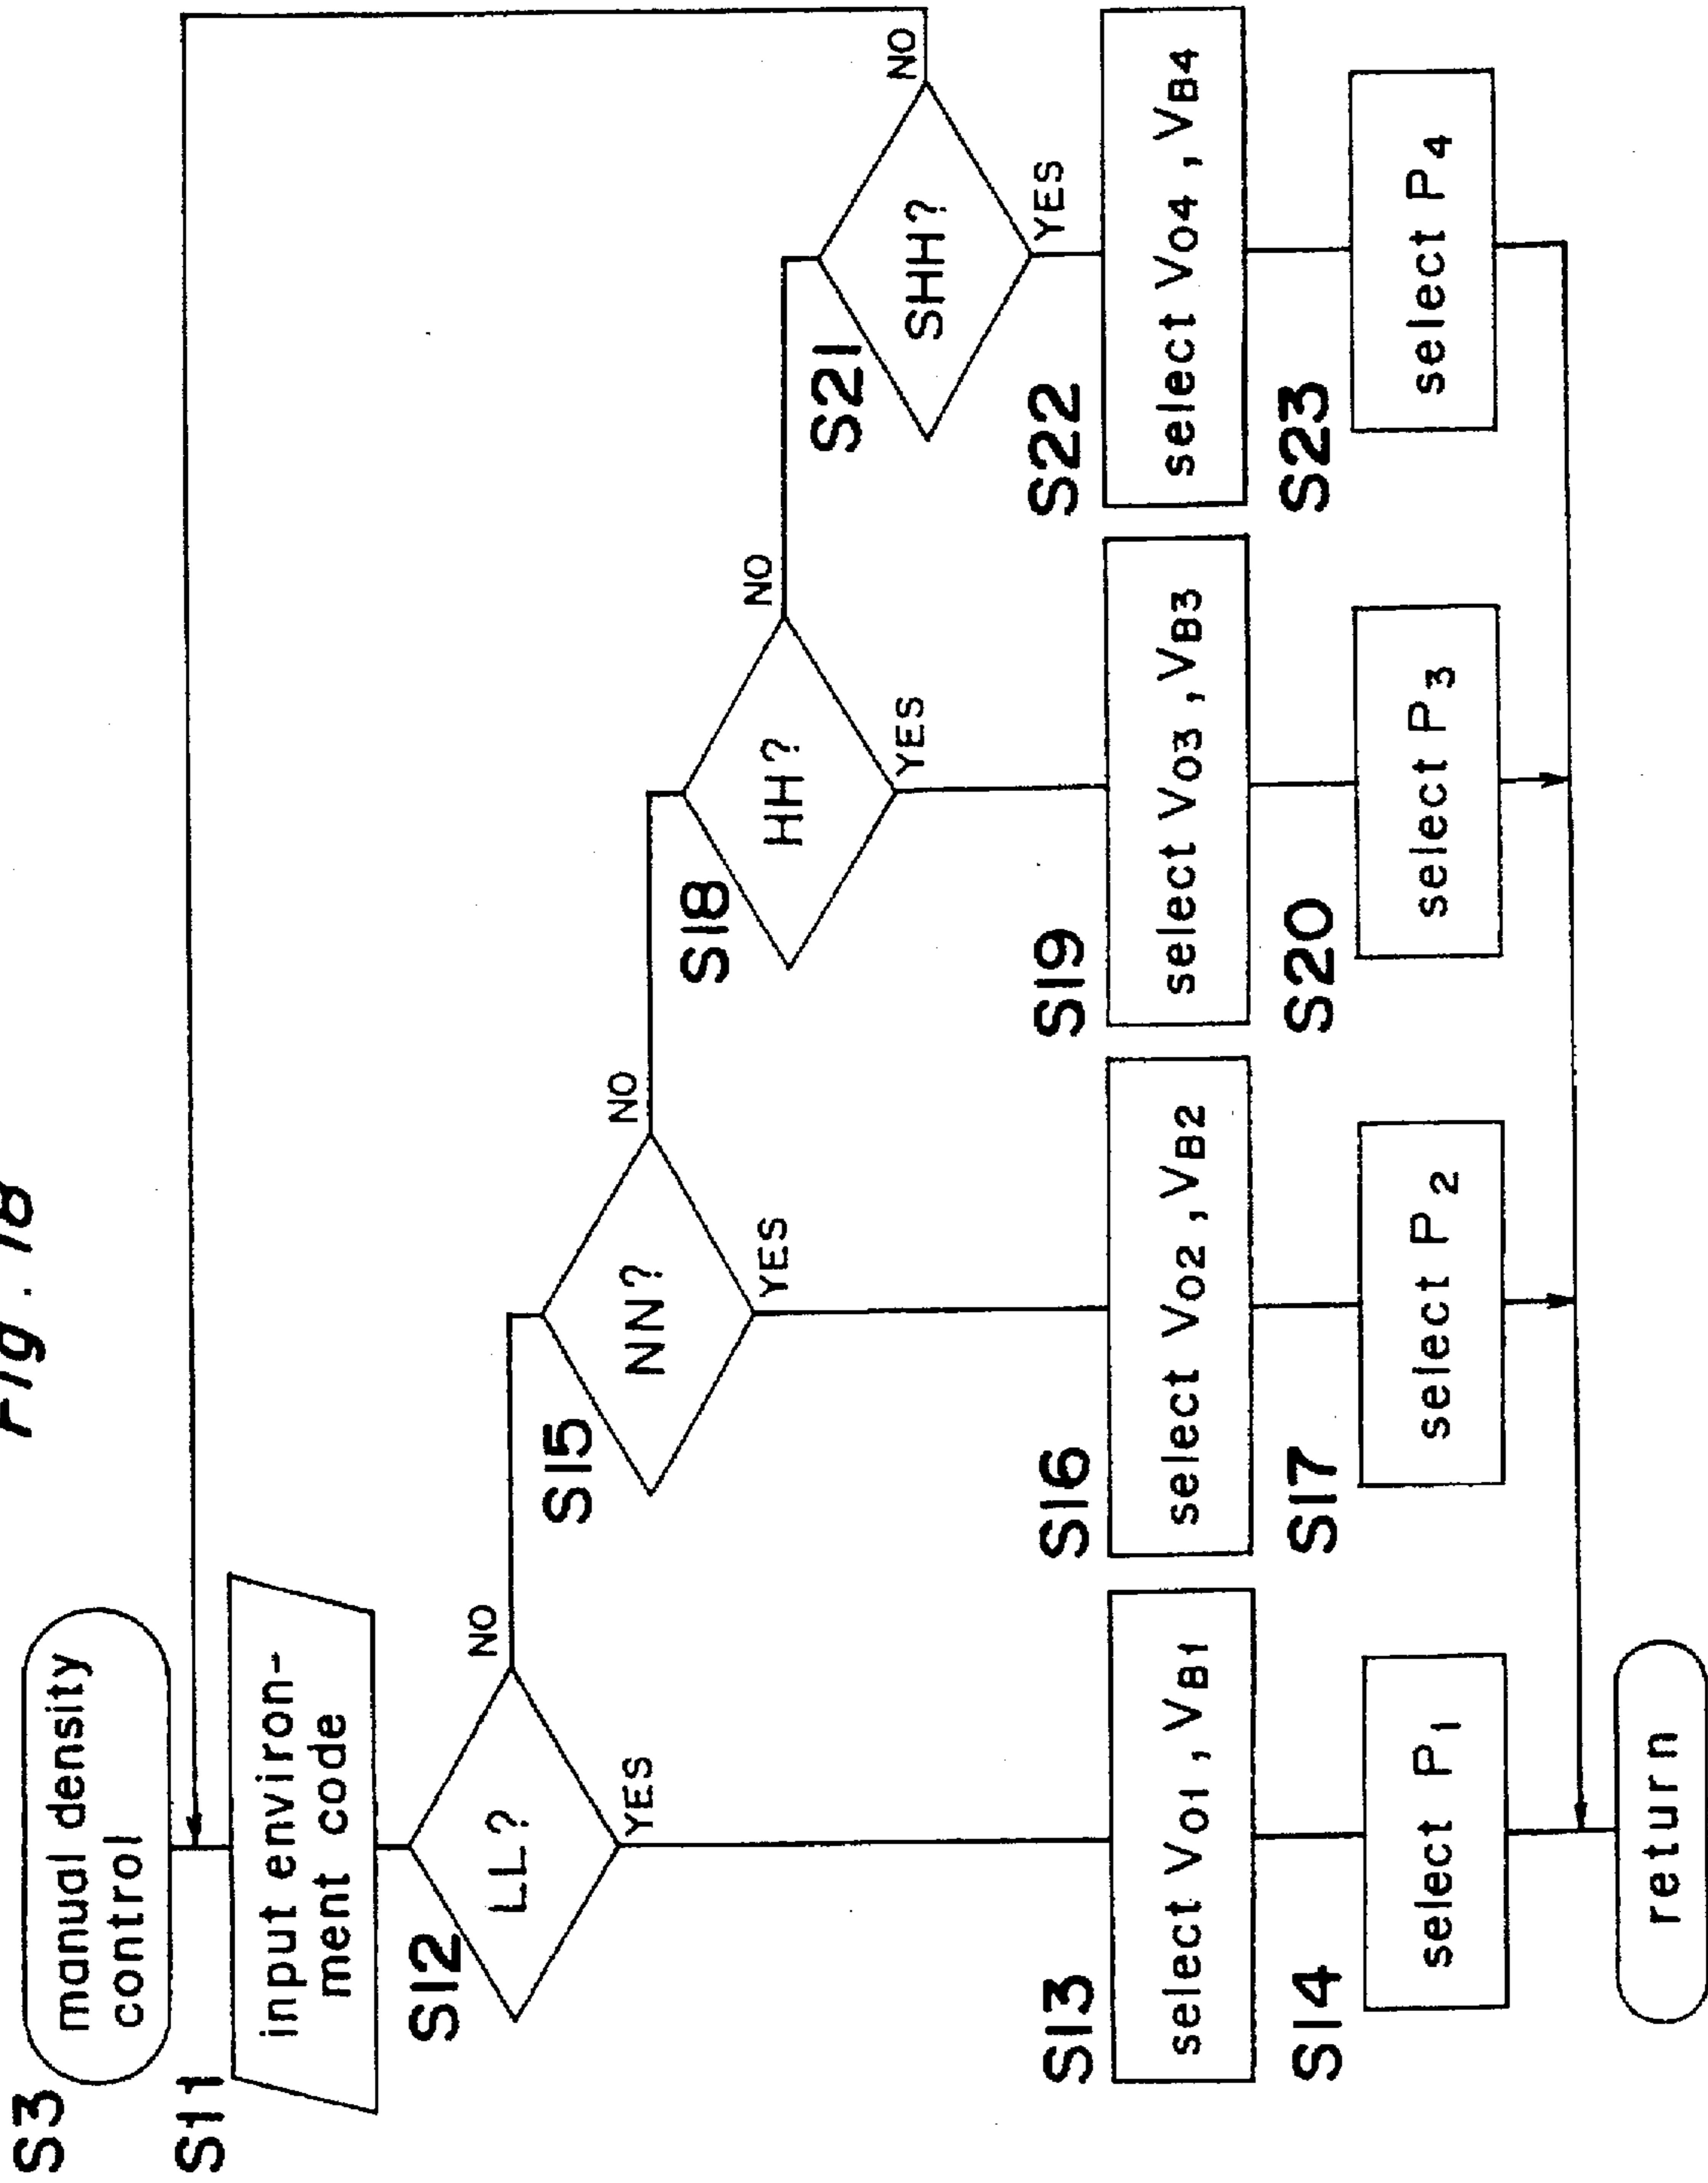 Fig. 18
S3
manual density
control
S11
input environ-
ment code
S12
LL?
NO
YES
S13
select V01, VB1
S14
select P1
S15
NN?
NO
YES
S16
select V02, VB2
S17
select P2
S18
HH?
NO
YES
S19
select V03, VB3
S20
select P3
S21
SHH?
NO
YES
S22
select V04, VB4
S23
select P4
return